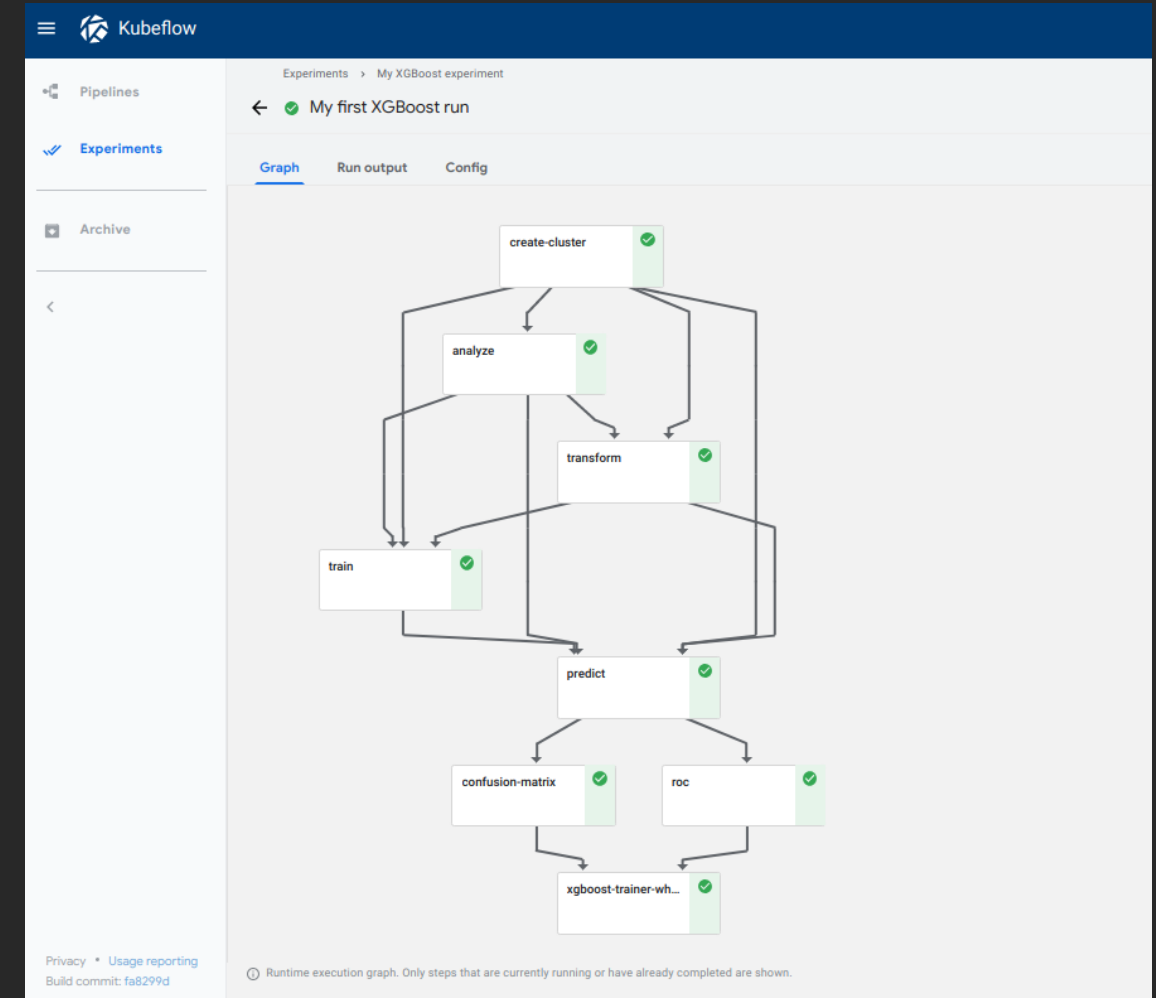 Kubeflow
Pipelines
Experiments
Archive
Experiments > My XGBoost experiment
My first XGBoost run
Graph Run output Config
create-cluster
analyze
transform
train
predict
confusion-matrix roc
xgboost-trainer-wh...
Privacy • Usage reporting
Build commit: fa8299d
Runtime execution graph. Only steps that are currently running or have already completed are shown.